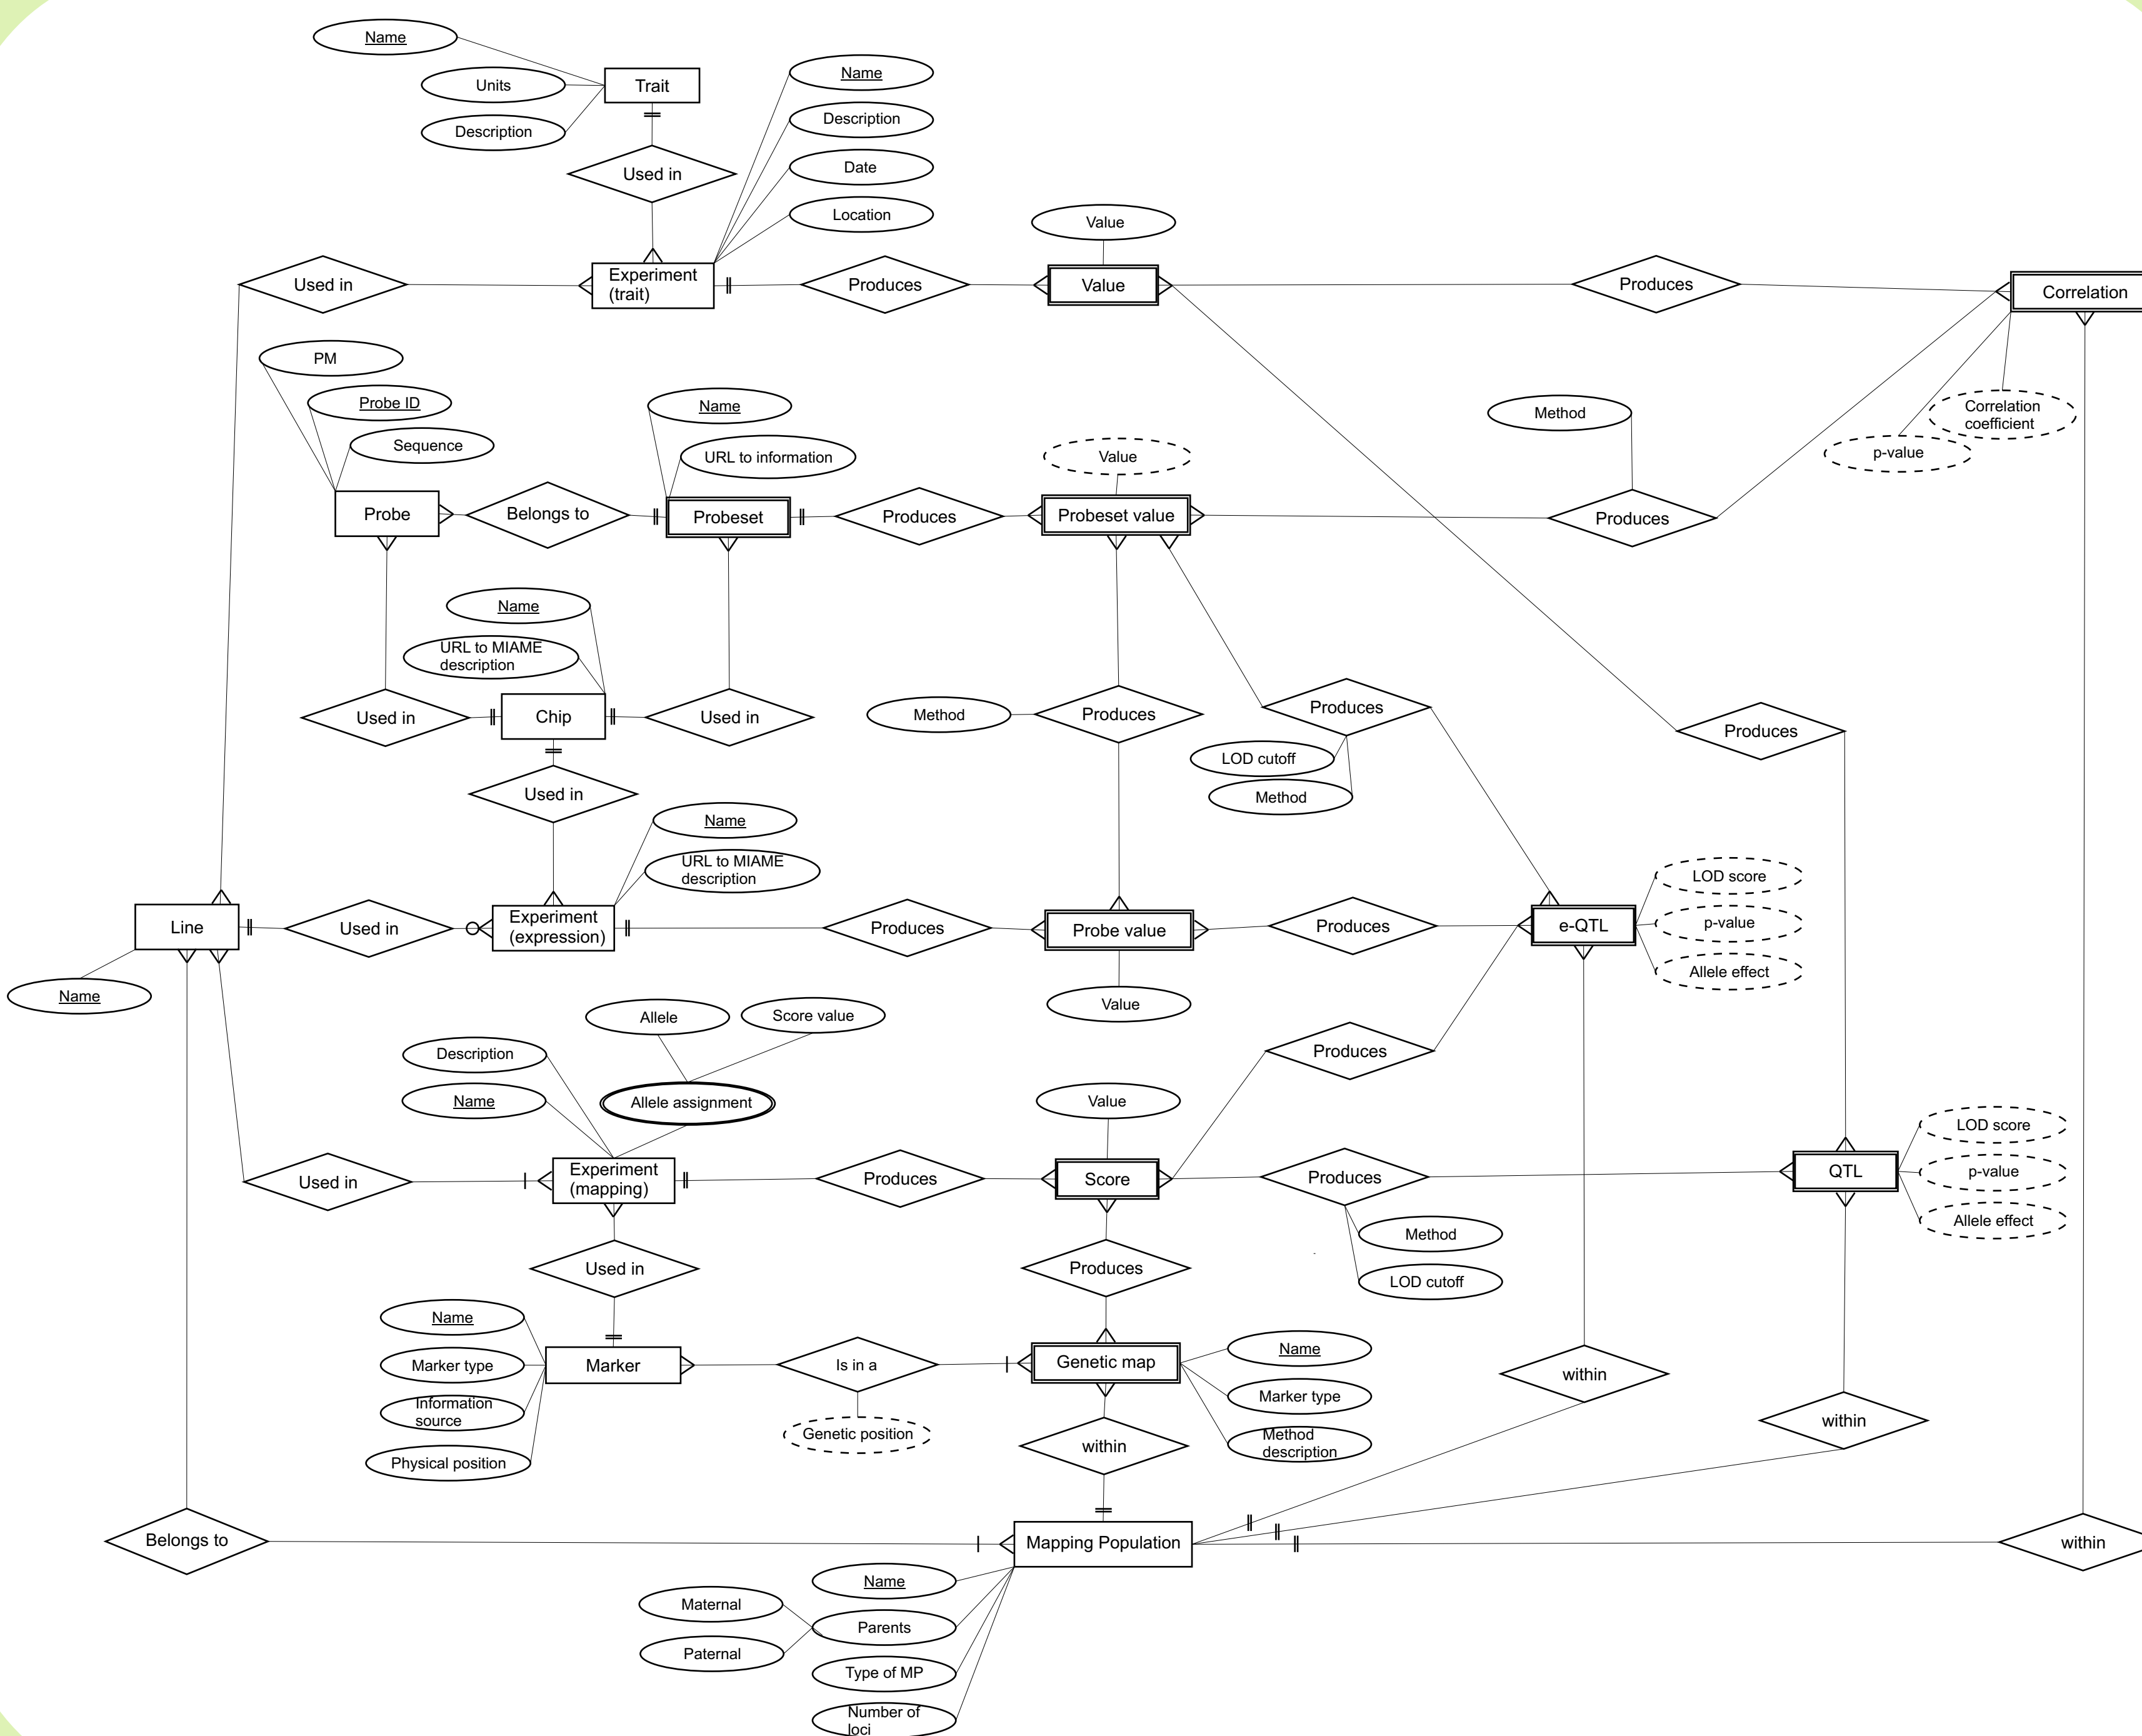 Name
Units
Description
Trait
Used in
Name
Description
Date
Location
Used in
Experiment
(trait)
Produces
Value
Value
Produces
Correlation
Correlation
coefficient
p-value
PM
Probe ID
Sequence
Probe
Belongs to
Name
URL to information
Probeset
Produces
Value
Probeset value
Method
Produces
Name
URL to MIAME
description
Used in
Chip
Used in
Method
Produces
Produces
LOD cutoff
Method
Produces
Used in
Name
URL to MIAME
description
Line
Name
Used in
Experiment
(expression)
Produces
Probe value
Value
Produces
e-QTL
LOD score
p-value
Allele effect
Allele
Score value
Description
Name
Allele assignment
Used in
Experiment
(mapping)
Produces
Value
Score
Produces
Produces
Method
LOD cutoff
QTL
LOD score
p-value
Allele effect
Used in
Produces
Name
Marker type
Information
source
Physical position
Marker
Is in a
Genetic position
Genetic map
Name
Marker type
Method
description
within
within
within
within
Belongs to
Mapping Population
Name
Maternal
Parents
Paternal
Type of MP
Number of
loci